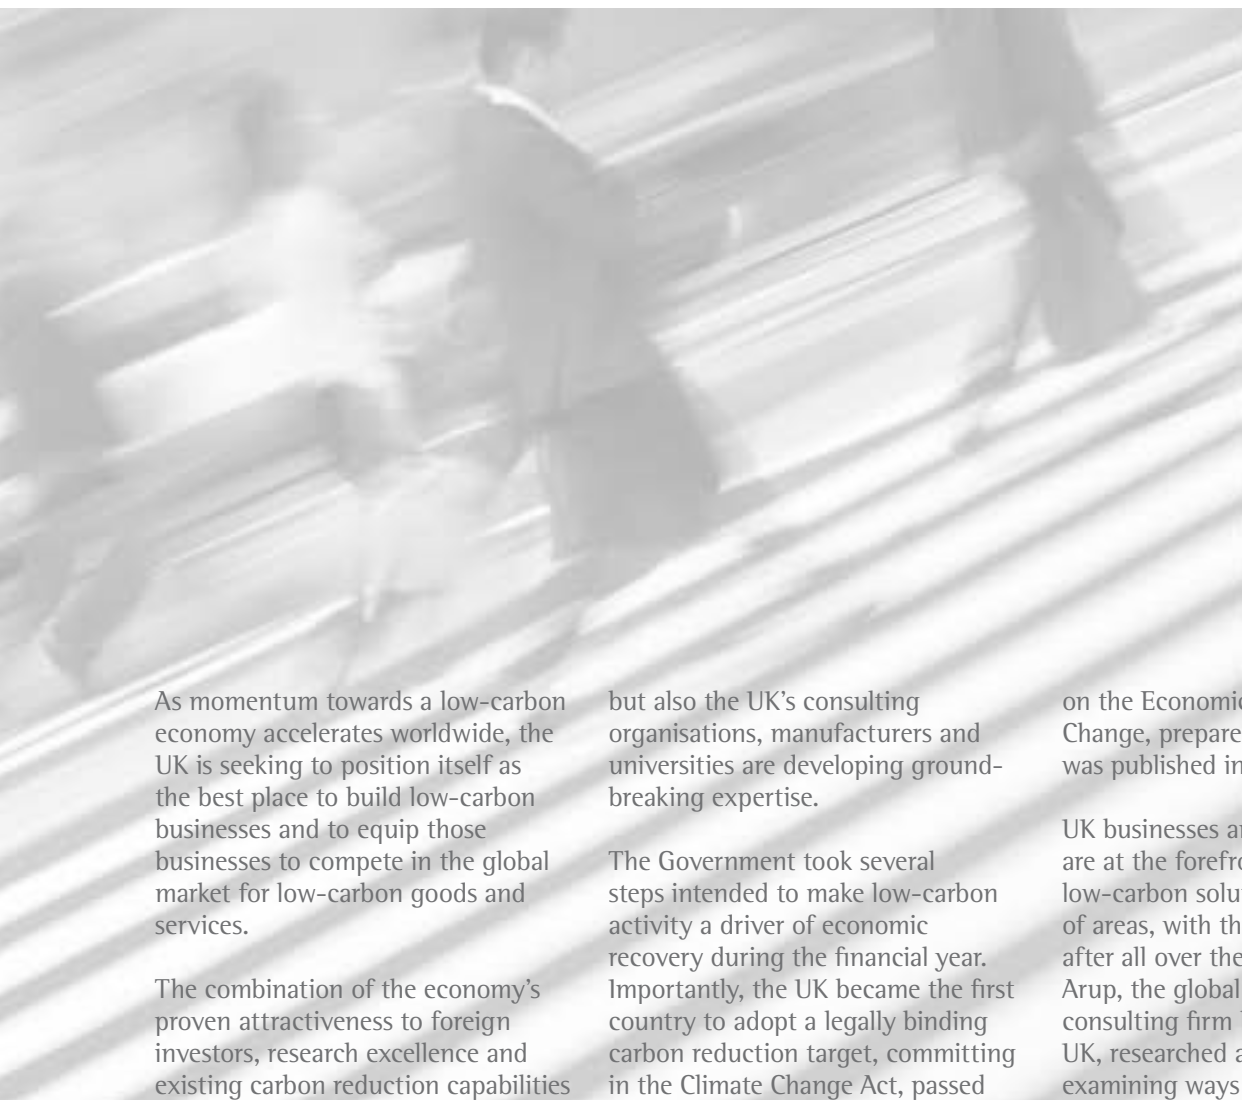 As momentum towards a low-carbon
economy accelerates worldwide, the
UK is seeking to position itself as
the best place to build low-carbon
businesses and to equip those
businesses to compete in the global
market for low-carbon goods and
services.
The combination of the economy's
proven attractiveness to foreign
investors, research excellence and
existing carbon reduction capabilities
but also the UK's consulting
organisations, manufacturers and
universities are developing ground-
breaking expertise.
The Government took several
steps intended to make low-carbon
activity a driver of economic
recovery during the financial year.
Importantly, the UK became the first
country to adopt a legally binding
carbon reduction target, committing
in the Climate Change Act, passed
on the
Change,
was published in
UK businesses
are at the
low-carbon
of areas, with
after all over the
Arup, the global
consulting firm
UK, researched
examining ways